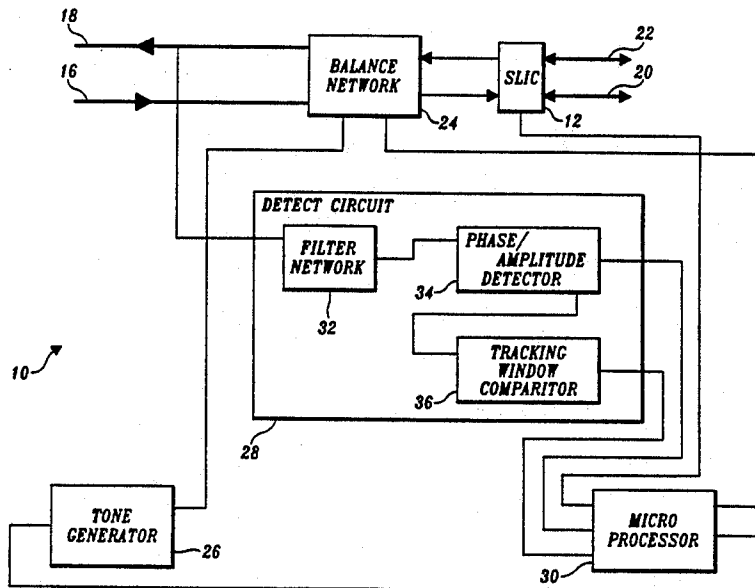 18
16
BALANCE
NETWORK
24
SLIC
12
22
20
DETECT CIRCUIT
FILTER
NETWORK
32
PHASE/
AMPLITUDE
DETECTOR
34
TRACKING
WINDOW
COMPARITOR
36
28
10
TONE
GENERATOR
26
MICRO
PROCESSOR
30